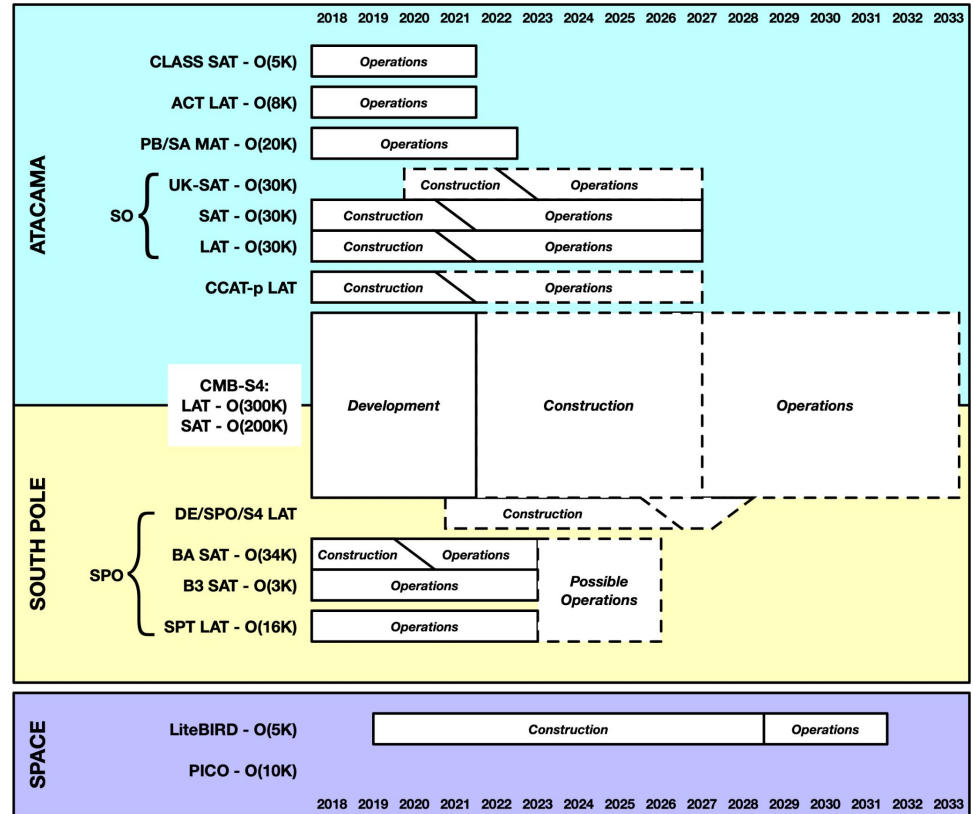 2018 2019 2020 2021 2022 2023 2024 2025 2026 2027 2028 2029 2030 2031 2032 2033
ATACAMA
CLASS SAT - O(5K) Operations
ACT LAT - O(8K) Operations
PB/SA MAT - O(20K) Operations
SO
UK-SAT - O(30K) Construction Operations
SAT - O(30K) Construction Operations
LAT - O(30K) Construction Operations
CCAT-p LAT Construction Operations
CMB-S4:
LAT - O(300K)
SAT - O(200K)
Development Construction Operations
SOUTH POLE
DE/SPO/S4 LAT Construction
SPO
BA SAT - O(34K) Construction Operations
B3 SAT - O(3K) Operations
Possible
Operations
SPT LAT - O(16K) Operations
SPACE
LiteBIRD - O(5K) Construction Operations
PICO - O(10K)
2018 2019 2020 2021 2022 2023 2024 2025 2026 2027 2028 2029 2030 2031 2032 2033